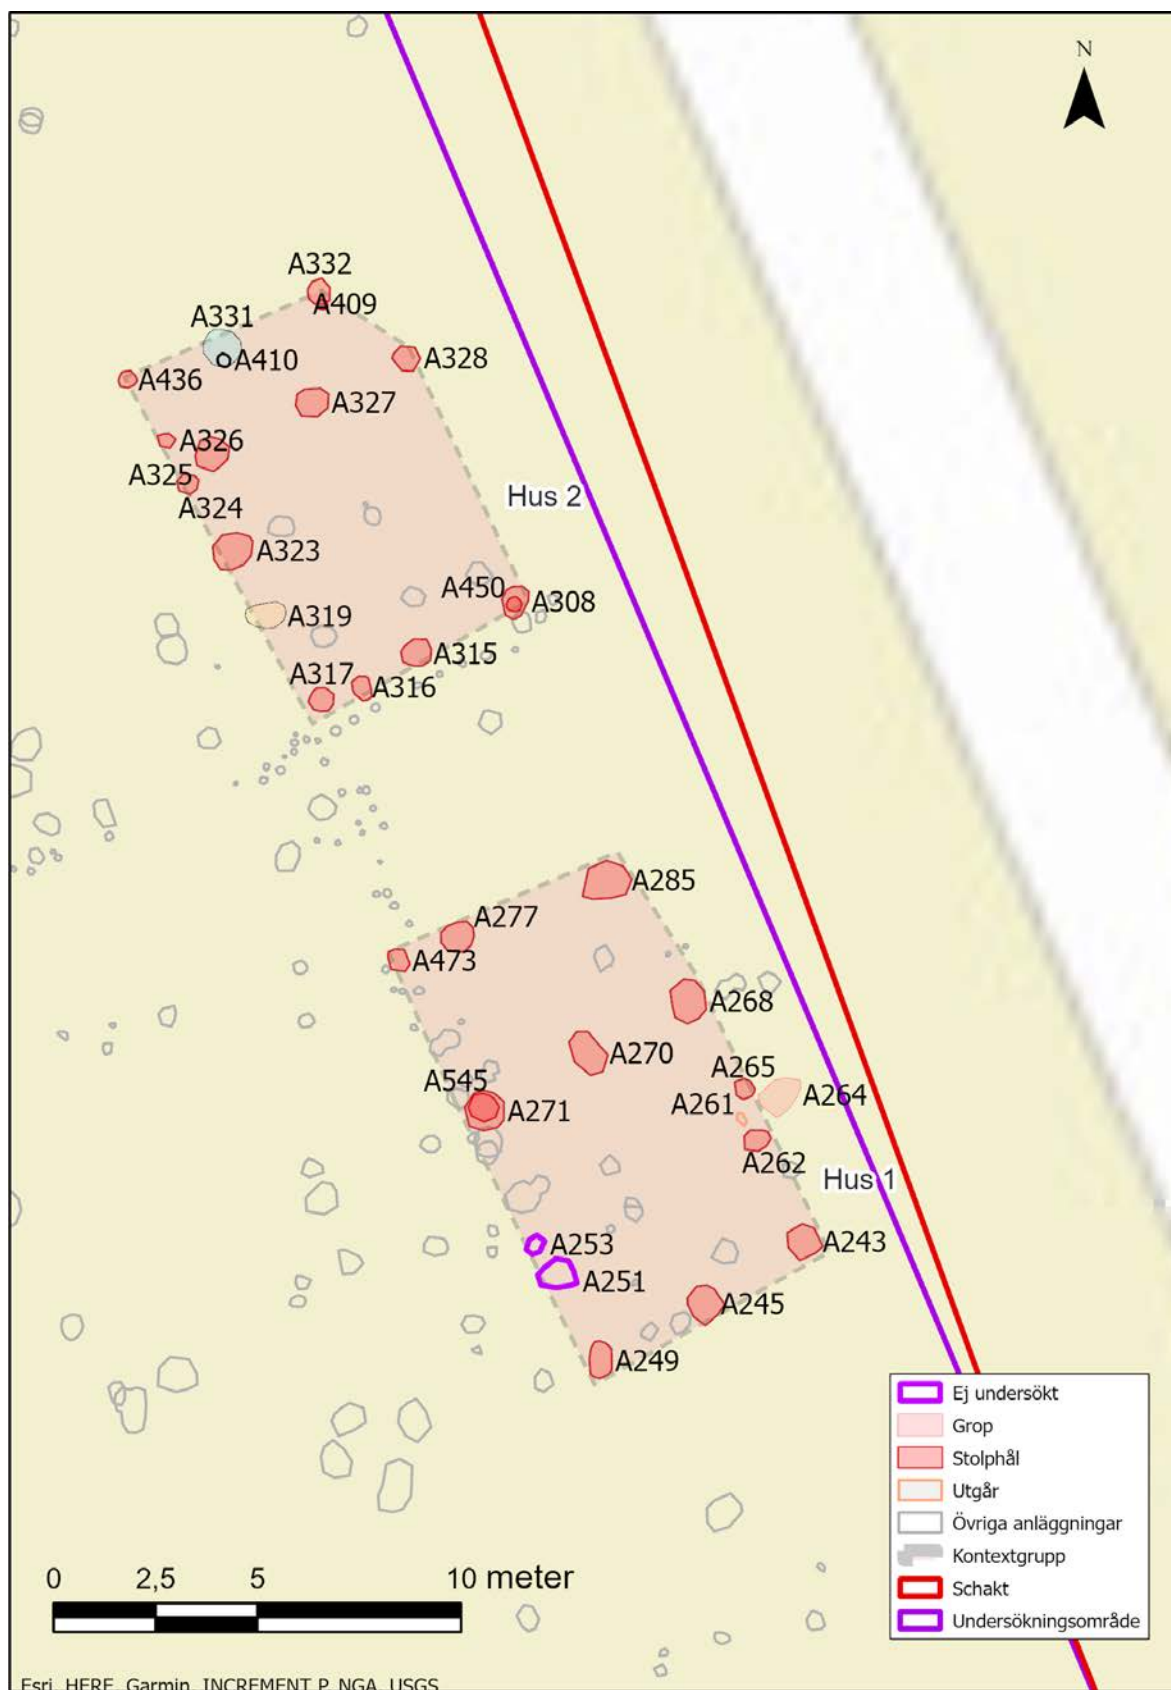 N
A332
A409
A331
A410
A328
A436
A327
A326
A325
A324
Hus 2
A323
A450
A308
A319
A315
A317
A316
A285
A277
A473
A268
A270
A265
A545
A264
A261
A271
A262
Hus 1
A253
A243
A251
A245
A249
Ej undersökt
Grop
Stolphål
Utgår
Övriga anläggningar
Kontextgrupp
Schakt
Undersökningsområde
0 2,5 5 10 meter
Esri, HERE, Garmin, INCREMENT P, NGA, USGS